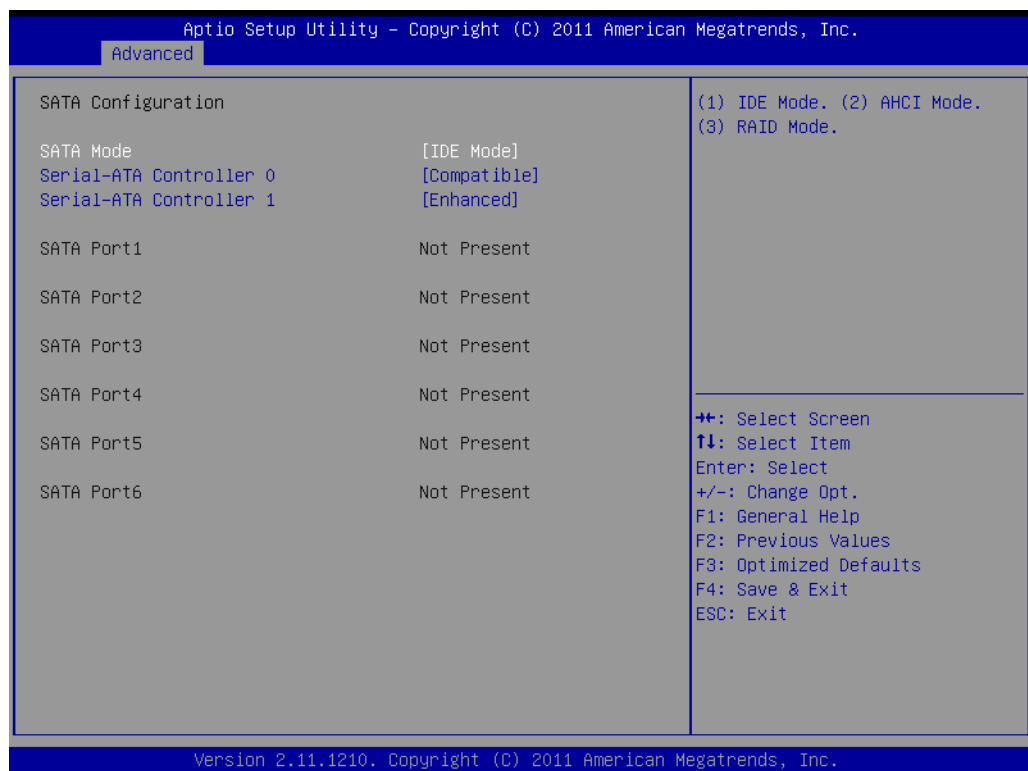 Aptio Setup Utility – Copyright (C) 2011 American Megatrends, Inc.
Advanced
SATA Configuration
SATA Mode [IDE Mode]
Serial-ATA Controller 0 [Compatible]
Serial-ATA Controller 1 [Enhanced]
SATA Port1 Not Present
SATA Port2 Not Present
SATA Port3 Not Present
SATA Port4 Not Present
SATA Port5 Not Present
SATA Port6 Not Present
(1) IDE Mode. (2) AHCI Mode.
(3) RAID Mode.
→←: Select Screen
↑↓: Select Item
Enter: Select
+/-: Change Opt.
F1: General Help
F2: Previous Values
F3: Optimized Defaults
F4: Save & Exit
ESC: Exit
Version 2.11.1210. Copyright (C) 2011 American Megatrends, Inc.